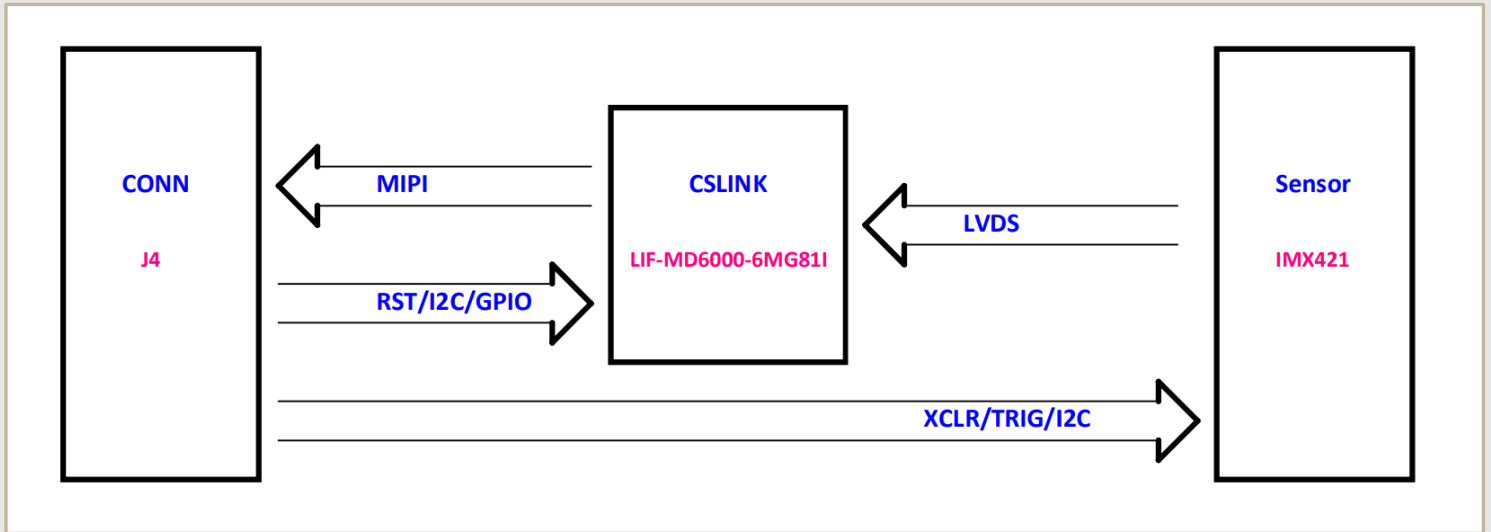 CONN
J4
MIPI
RST/I2C/GPIO
CSLINK
LIF-MD6000-6MG81I
LVDS
XCLR/TRIG/I2C
Sensor
IMX421